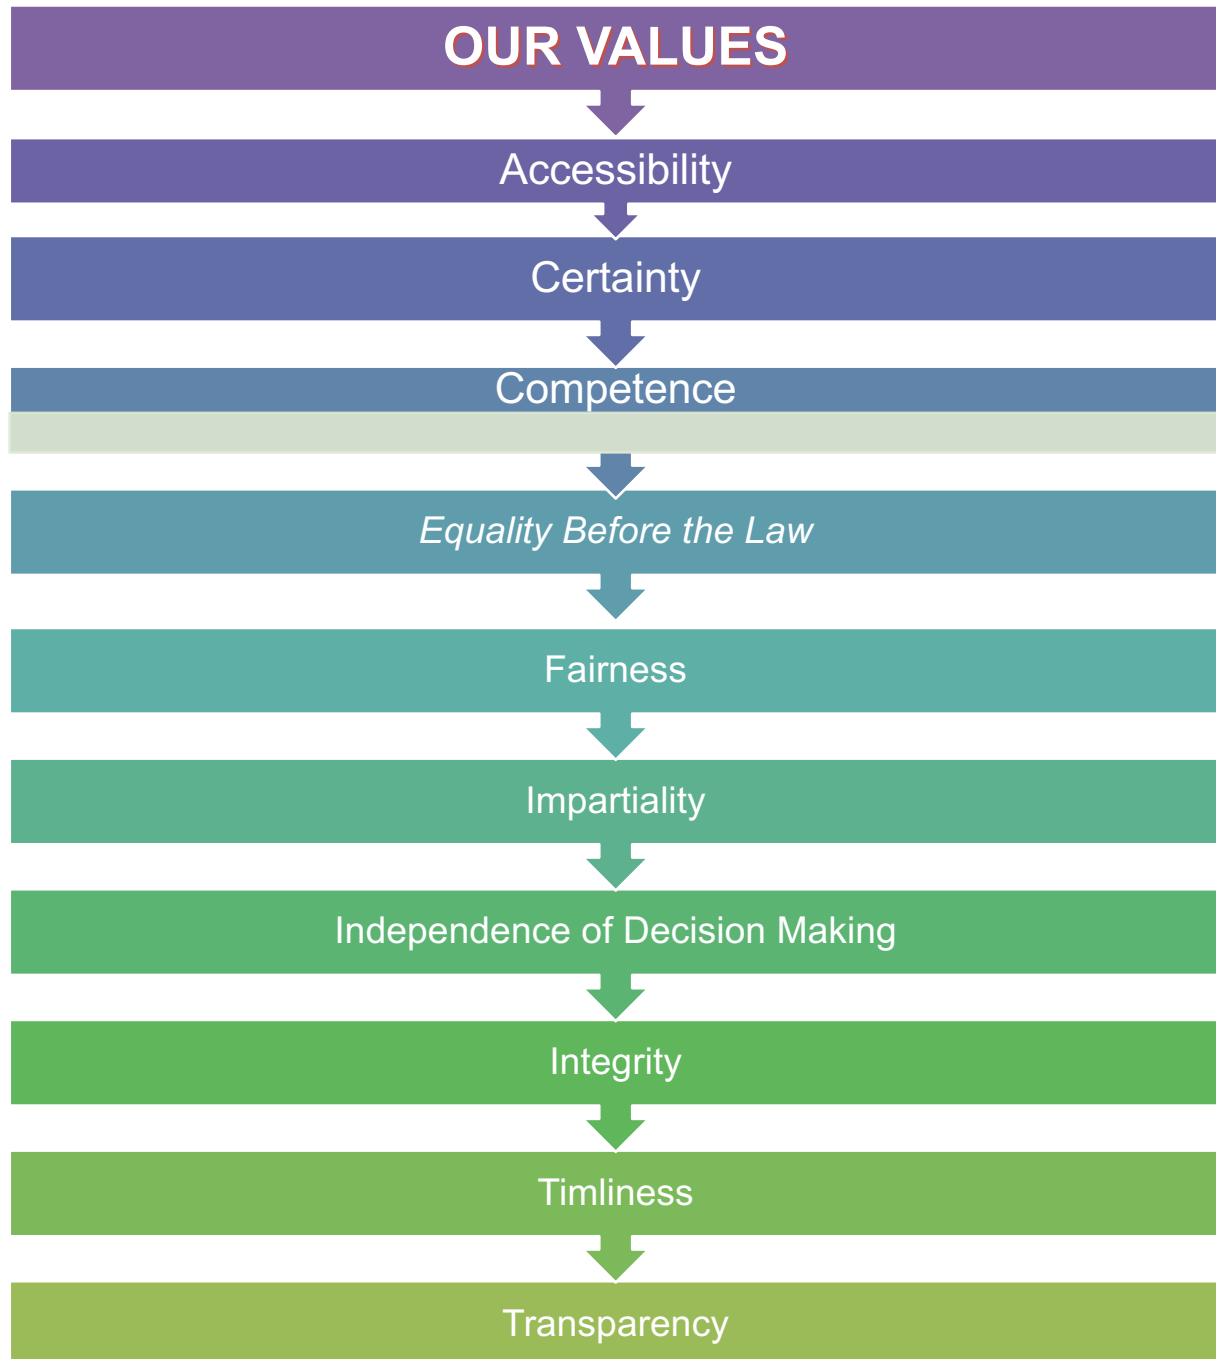 OUR VALUES
Accessibility
Certainty
Competence
Equality Before the Law
Fairness
Impartiality
Independence of Decision Making
Integrity
Timliness
Transparency